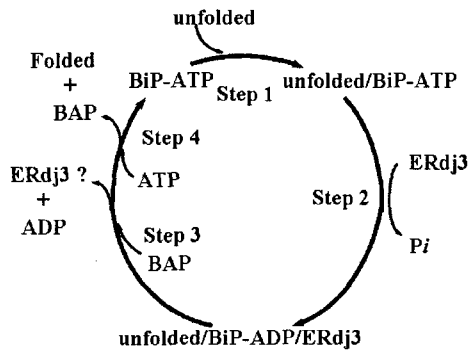 unfolded
Folded
+
BAP
BiP-ATP
Step 1
unfolded/BiP-ATP
Step 4
ATP
ERdj3 ?
+
ADP
Step 3
BAP
Step 2
ERdj3
Pi
unfolded/BiP-ADP/ERdj3